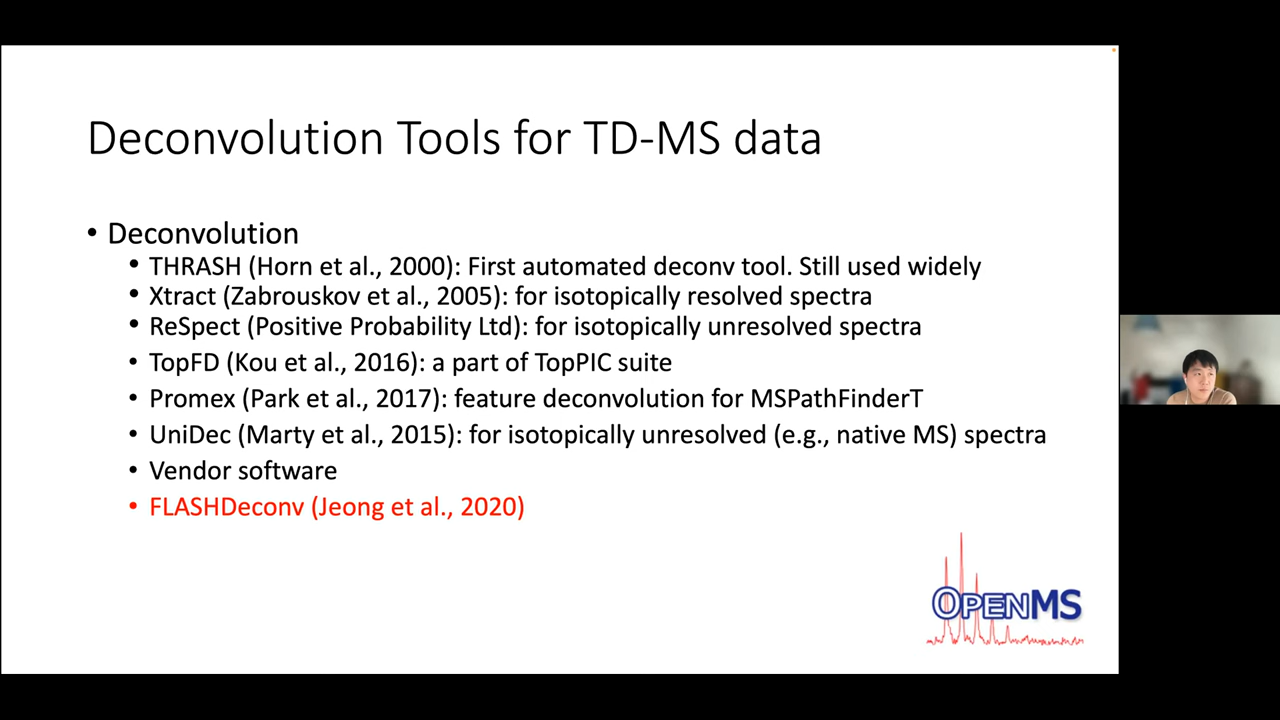 Deconvolution Tools for TD-MS data
• Deconvolution
• THRASH (Horn et al., 2000): First automated deconv tool. Still used widely
• Xtract (Zabrouskov et al., 2005): for isotopically resolved spectra
• ReSpect (Positive Probability Ltd): for isotopically unresolved spectra
• TopFD (Kou et al., 2016): a part of TopPIC suite
• Promex (Park et al., 2017): feature deconvolution for MSPathFinderT
• UniDec (Marty et al., 2015): for isotopically unresolved (e.g., native MS) spectra
• Vendor software
• FLASHDeconv (Jeong et al., 2020)
OPENMS